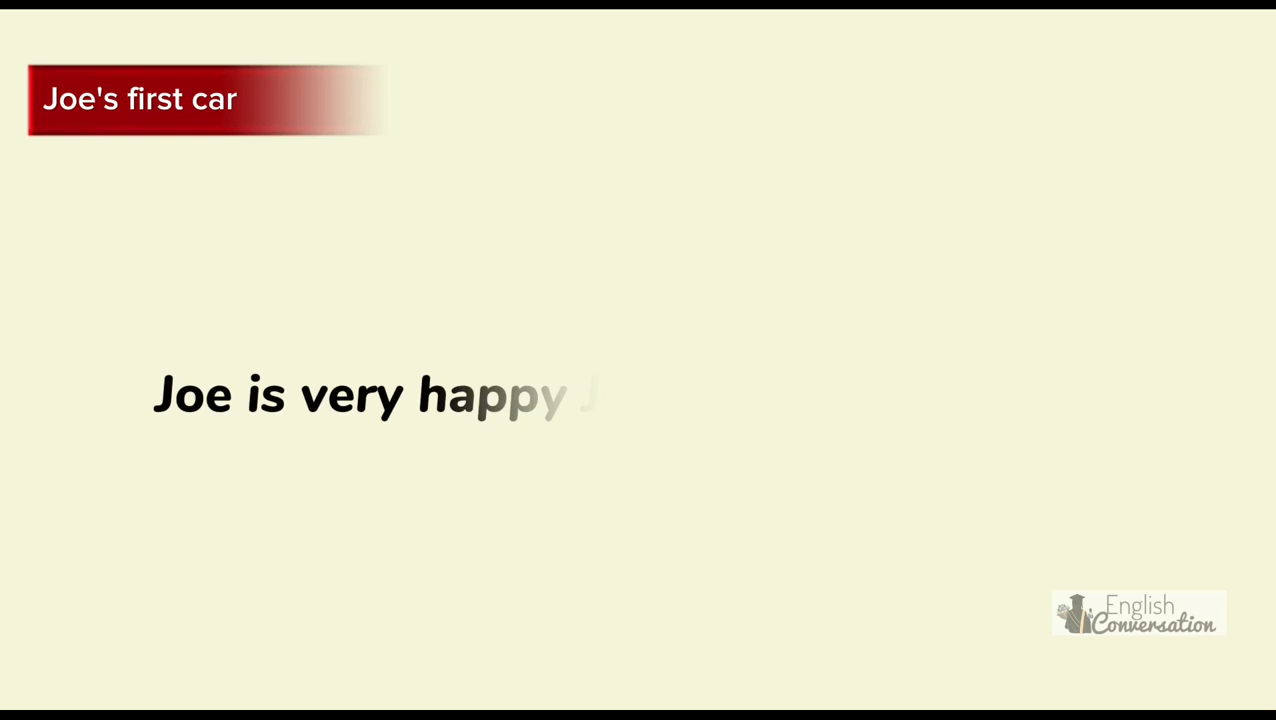 Joe's first car
Joe is very happy
English
Conversation